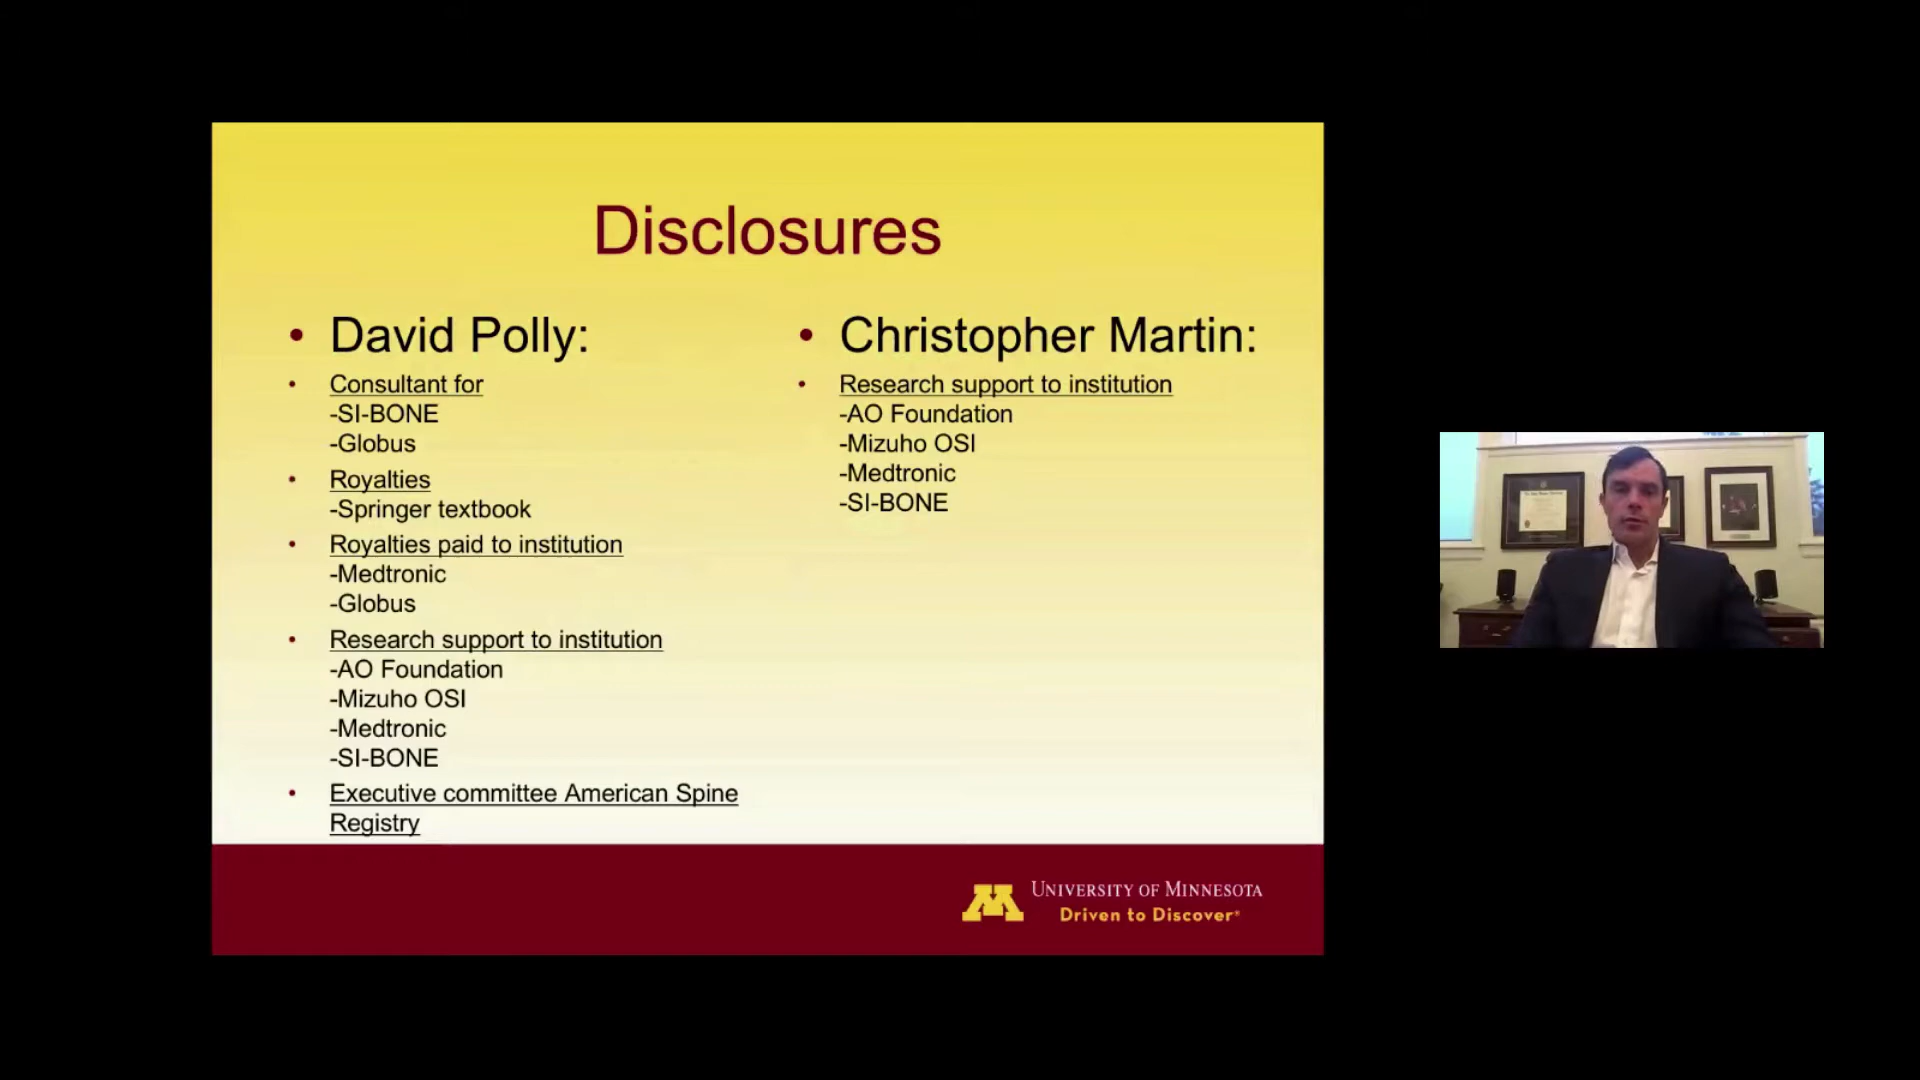 Disclosures
• David Polly:
• Consultant for
-SI-BONE
-Globus
• Royalties
-Springer textbook
• Royalties paid to institution
-Medtronic
-Globus
• Research support to institution
-AO Foundation
-Mizuho OSI
-Medtronic
-SI-BONE
• Executive committee American Spine
Registry
• Christopher Martin:
• Research support to institution
-AO Foundation
-Mizuho OSI
-Medtronic
-SI-BONE
M
UNIVERSITY OF MINNESOTA
Driven to Discover®